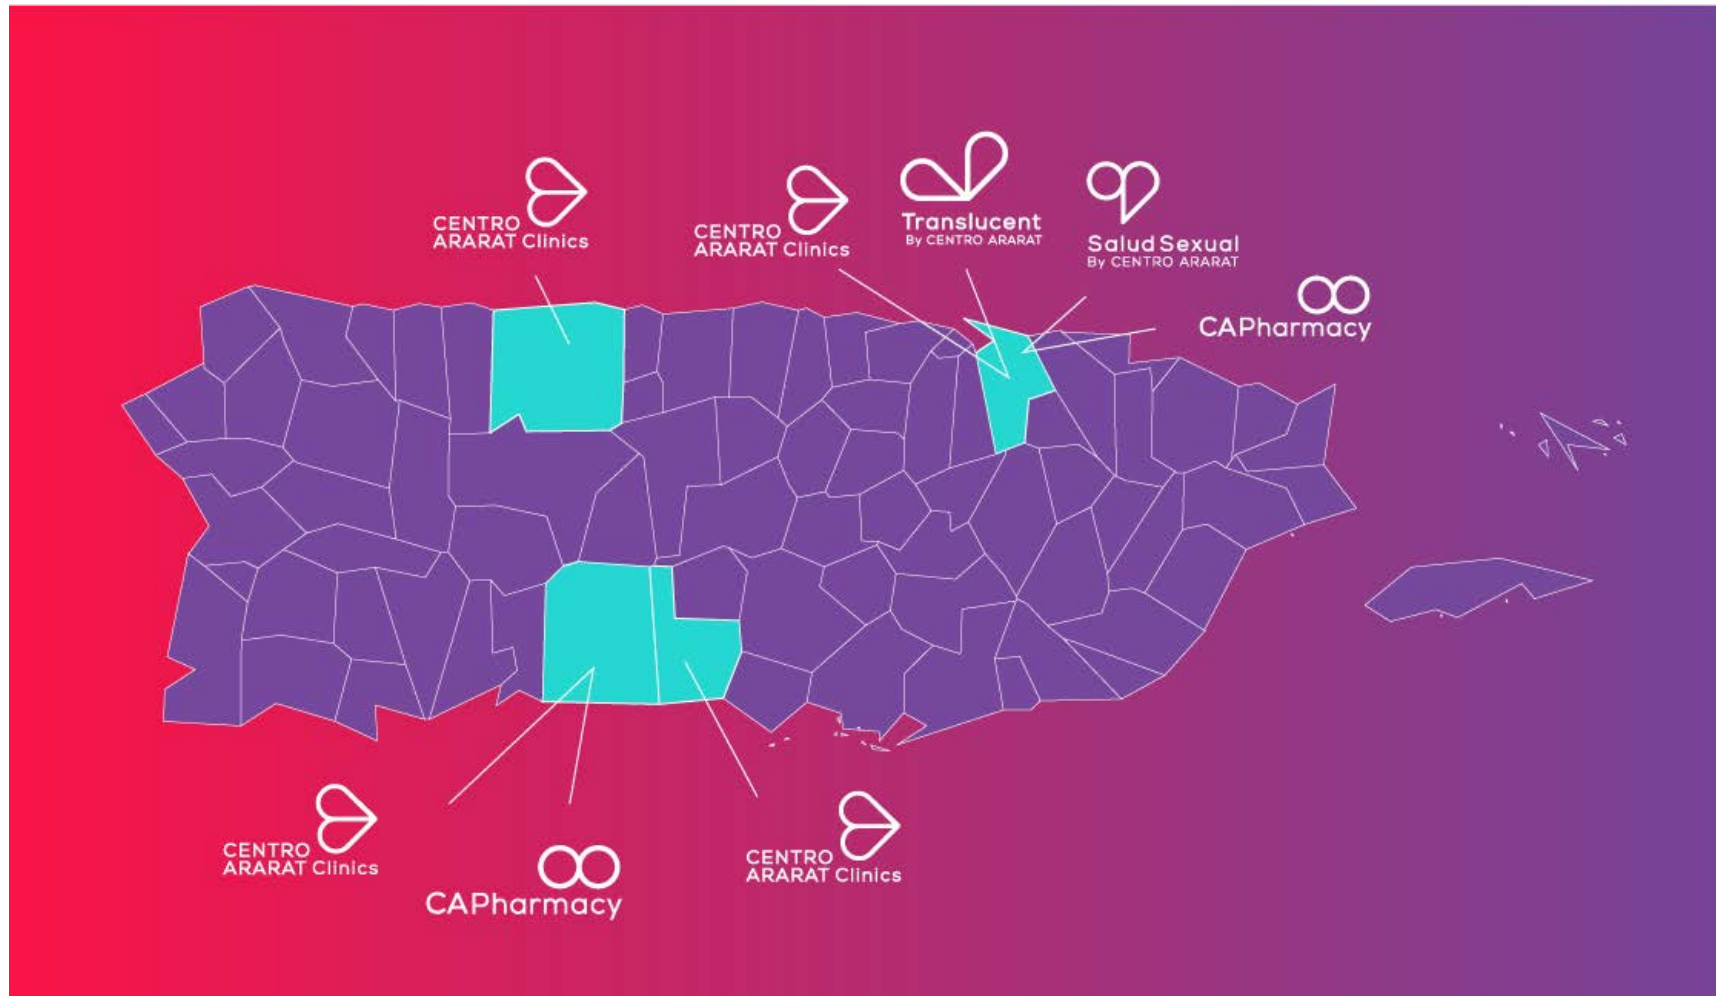 CENTRO
ARARAT Clinics
CENTRO
ARARAT Clinics
Translucent
By CENTRO ARARAT
Salud Sexual
By CENTRO ARARAT
CAPharmacy
CENTRO
ARARAT Clinics
CAPharmacy
CENTRO
ARARAT Clinics